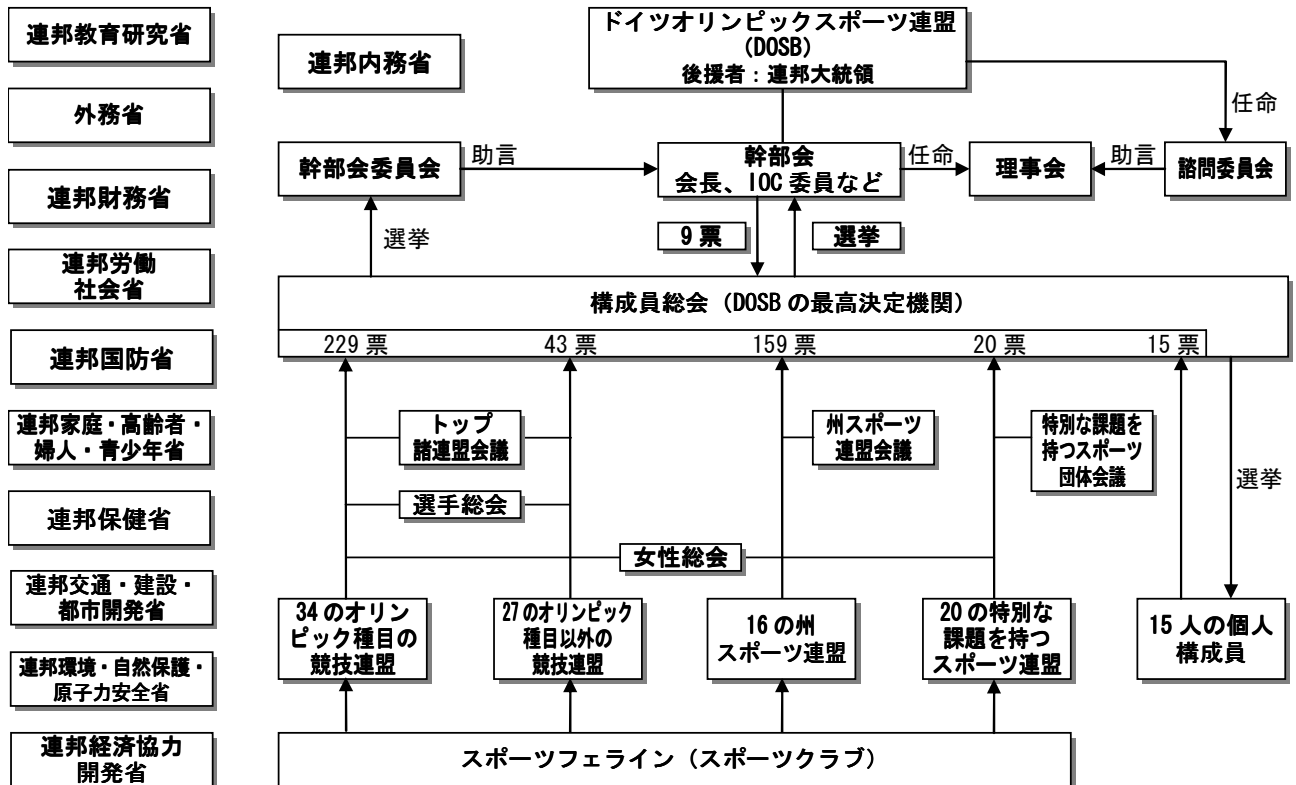 連邦教育研究省
外務省
連邦財務省
連邦労働
社会省
連邦国防省
連邦家庭・高齢者・
婦人・青少年省
連邦保健省
連邦交通・建設・
都市開発省
連邦環境・自然保護・
原子力安全省
連邦経済協力
開発省
連邦内務省
ドイツオリンピックスポーツ連盟
(DOSB)
後援者：連邦大統領
任命
幹部会委員会
助言
幹部会
会長、IOC 委員など
任命
理事会
助言
諮問委員会
選挙
9 票
選挙
構成員総会（DOSB の最高決定機関）
229 票
43 票
159 票
20 票
15 票
トップ
諸連盟会議
州スポーツ
連盟会議
特別な課題を
持つスポーツ
団体会議
選挙
選手総会
女性総会
34 のオリン
ピック種目の
競技連盟
27 のオリンピック
種目以外の
競技連盟
16 の州
スポーツ連盟
20 の特別な
課題を持つ
スポーツ連盟
15 人の個人
構成員
スポーツフェライン（スポーツクラブ）